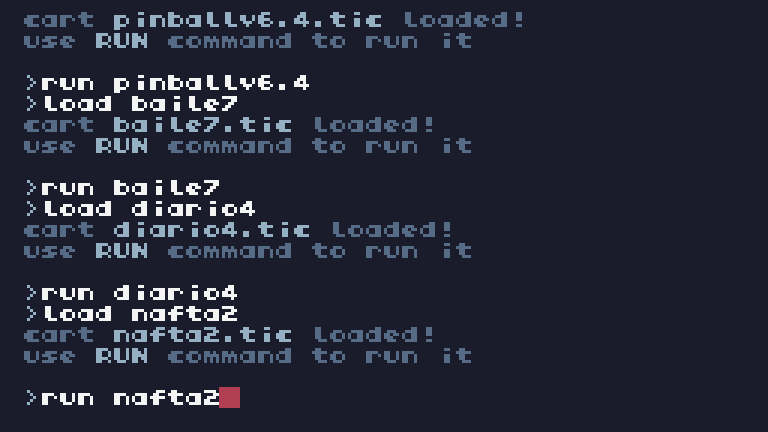 cart pinballv6.4.tic loaded!
use RUN command to run it
>run pinballv6.4
>load baile7
cart baile7.tic loaded!
use RUN command to run it
>run baile7
>load diario4
cart diario4.tic loaded!
use RUN command to run it
>run diario4
>load nafta2
cart nafta2.tic loaded!
use RUN command to run it
>run nafta2